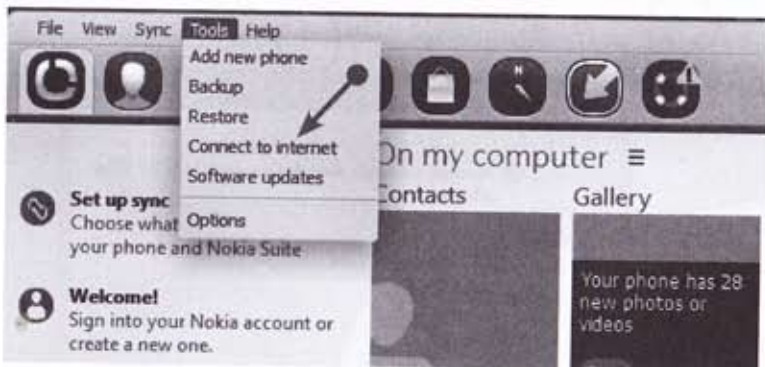 File View Sync Tools Help
Add new phone
Backup
Restore
Connect to internet
Software updates
Options
N
On my computer
Contacts
Gallery
Set up sync
Choose what
your phone and Nokia Suite
Welcome!
Sign into your Nokia account or
create a new one.
Your phone has 28
new photos or
videos